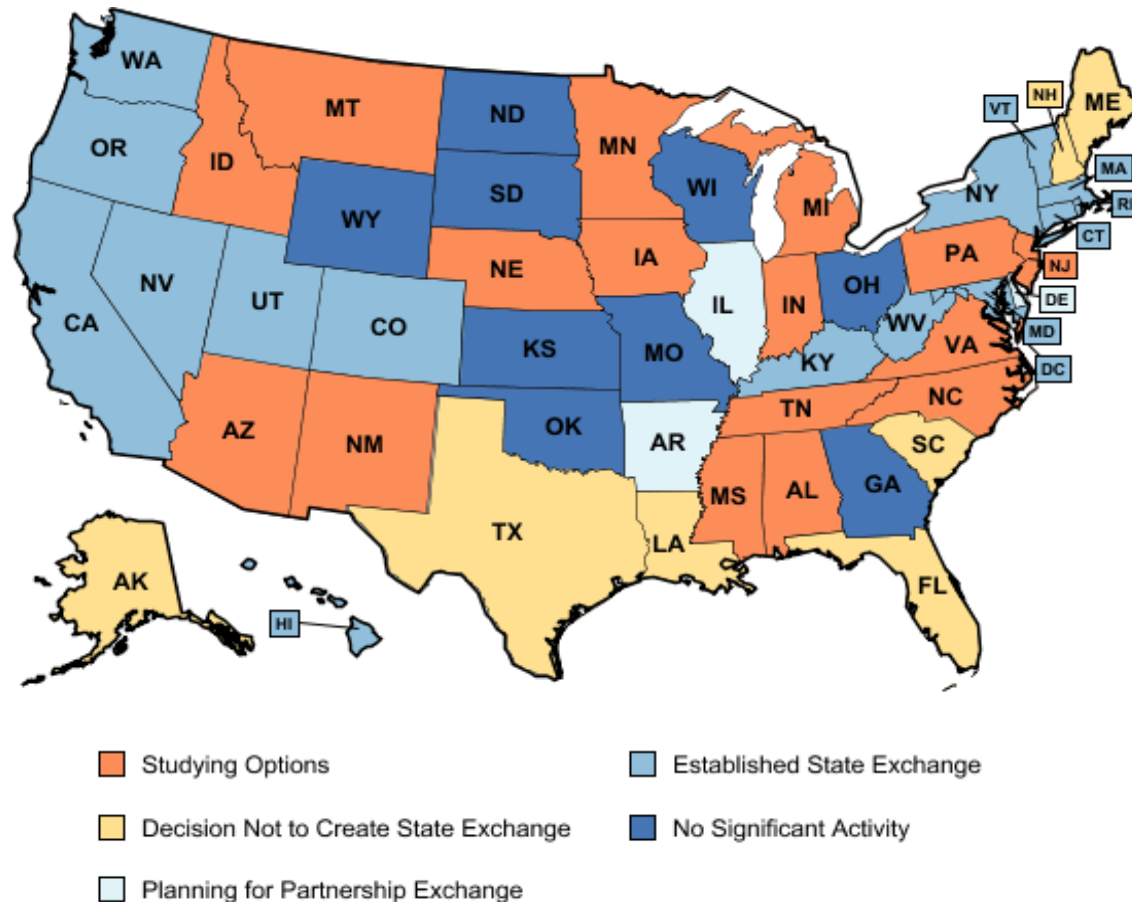 WA
MT
ND
MN
VT
NH
ME
OR
ID
SD
WI
MI
NY
MA
RI
CT
WY
NE
IA
PA
NJ
NV
UT
CO
IL
IN
OH
DE
CA
KS
MO
KY
WV
VA
MD
DC
AZ
NM
OK
AR
TN
NC
SC
TX
LA
MS
AL
GA
FL
AK
HI
Studying Options
Established State Exchange
Decision Not to Create State Exchange
No Significant Activity
Planning for Partnership Exchange